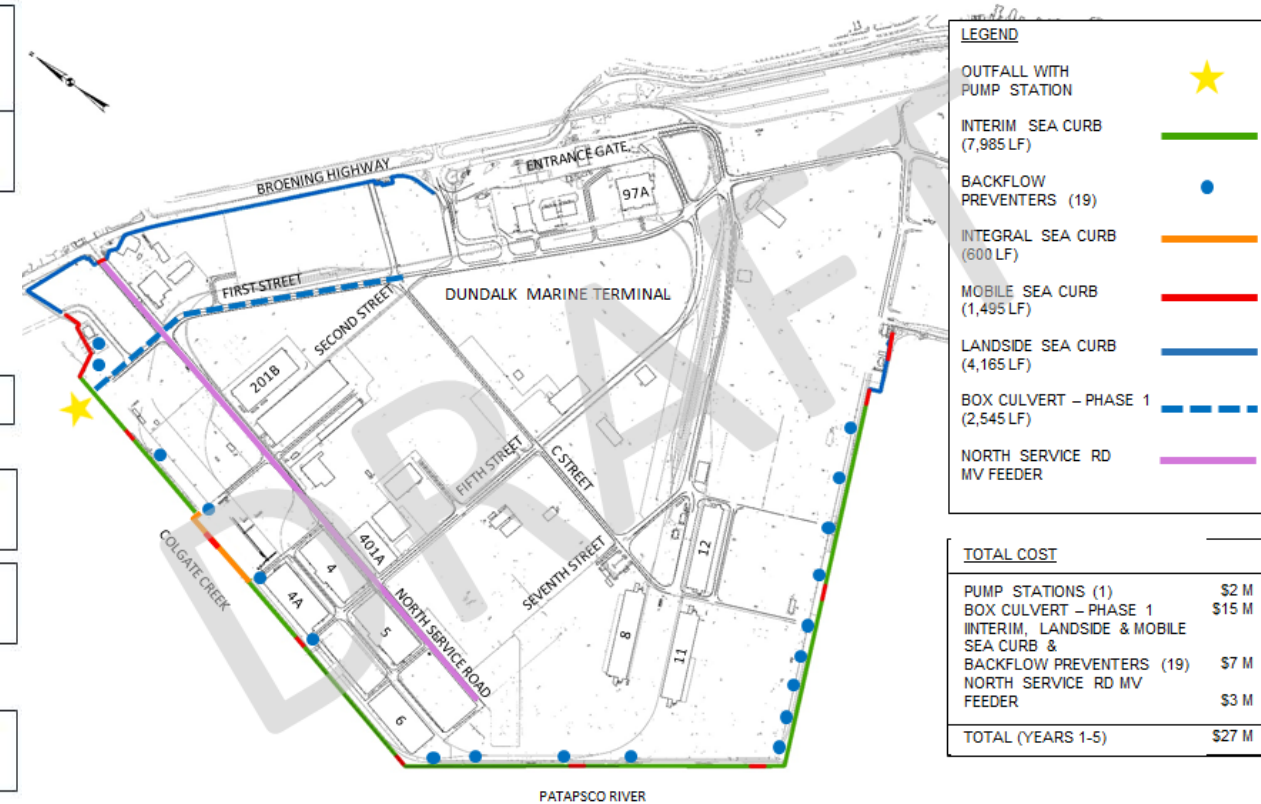 BROENING HIGHWAY
ENTRANCE GATE
97A
FIRST STREET
SECOND STREET
DUNDALK MARINE TERMINAL
201B
C STREET
FIFTH STREET
401A
COLGATE CREEK
4
4A
5
6
NORTH SERVICE ROAD
SEVENTH STREET
12
8
11
PATAPSCO RIVER
DRAFT
LEGEND
OUTFALL WITH
PUMP STATION
INTERIM SEA CURB
(7,985 LF)
BACKFLOW
PREVENTERS (19)
INTEGRAL SEA CURB
(600 LF)
MOBILE SEA CURB
(1,495 LF)
LANDSIDE SEA CURB
(4,165 LF)
BOX CULVERT – PHASE 1
(2,545 LF)
NORTH SERVICE RD
MV FEEDER
TOTAL COST
PUMP STATIONS (1) $2 M
BOX CULVERT – PHASE 1 $15 M
IINTERIM, LANDSIDE & MOBILE
SEA CURB &
BACKFLOW PREVENTERS (19) $7 M
NORTH SERVICE RD MV
FEEDER $3 M
TOTAL (YEARS 1-5) $27 M